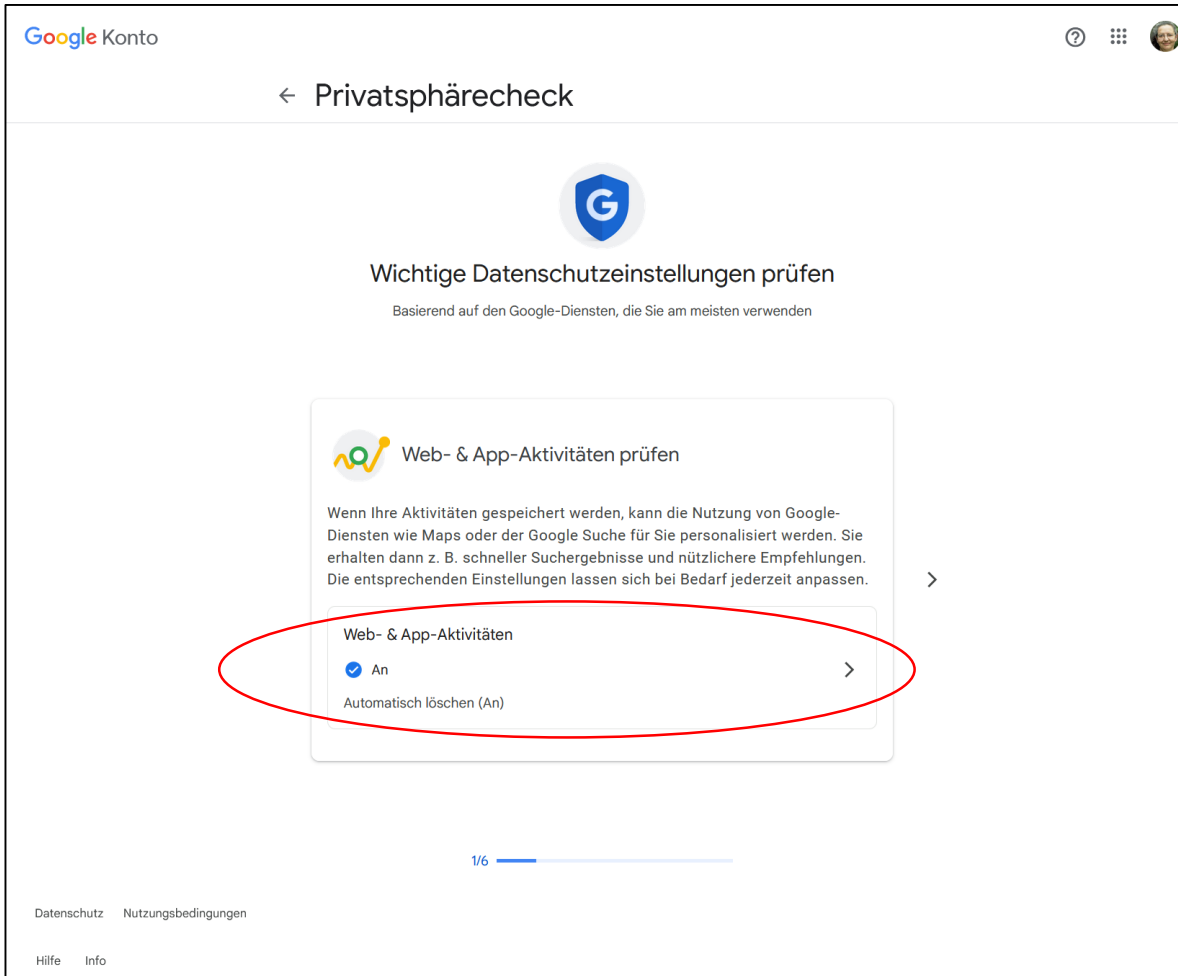 Google Konto
Privatsphärecheck
G
Wichtige Datenschutzeinstellungen prüfen
Basierend auf den Google-Diensten, die Sie am meisten verwenden
Web- & App-Aktivitäten prüfen
Wenn Ihre Aktivitäten gespeichert werden, kann die Nutzung von Google-
Diensten wie Maps oder der Google Suche für Sie personalisiert werden. Sie
erhalten dann z. B. schneller Suchergebnisse und nützlichere Empfehlungen.
Die entsprechenden Einstellungen lassen sich bei Bedarf jederzeit anpassen.
Web- & App-Aktivitäten
An
Automatisch löschen (An)
1/6
Datenschutz Nutzungsbedingungen
Hilfe Info